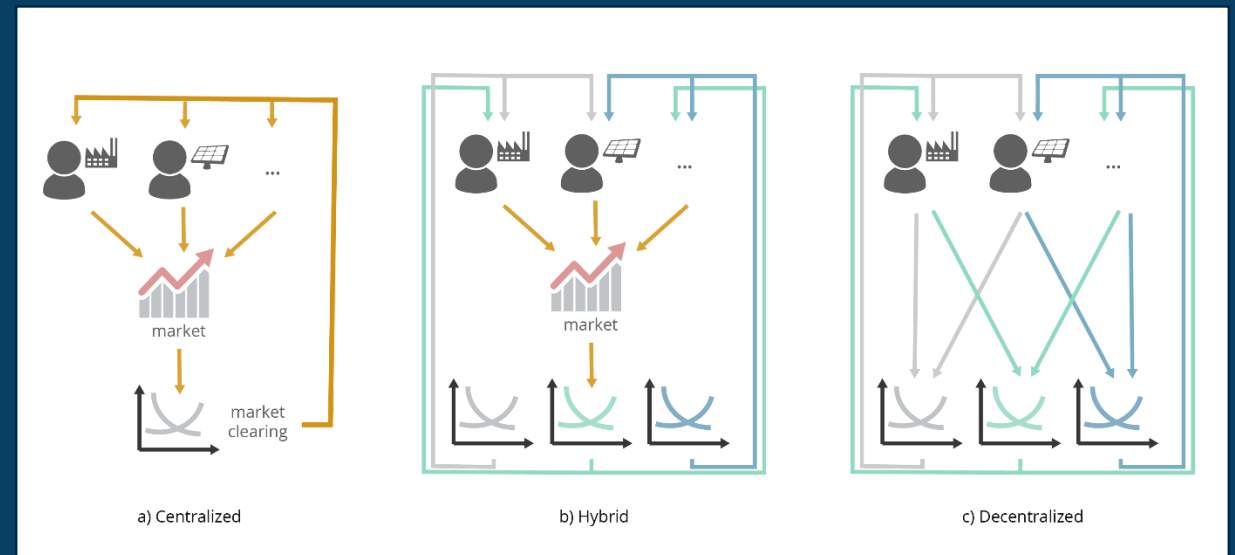 ...
...
...
market
market
market
clearing
a) Centralized
b) Hybrid
c) Decentralized